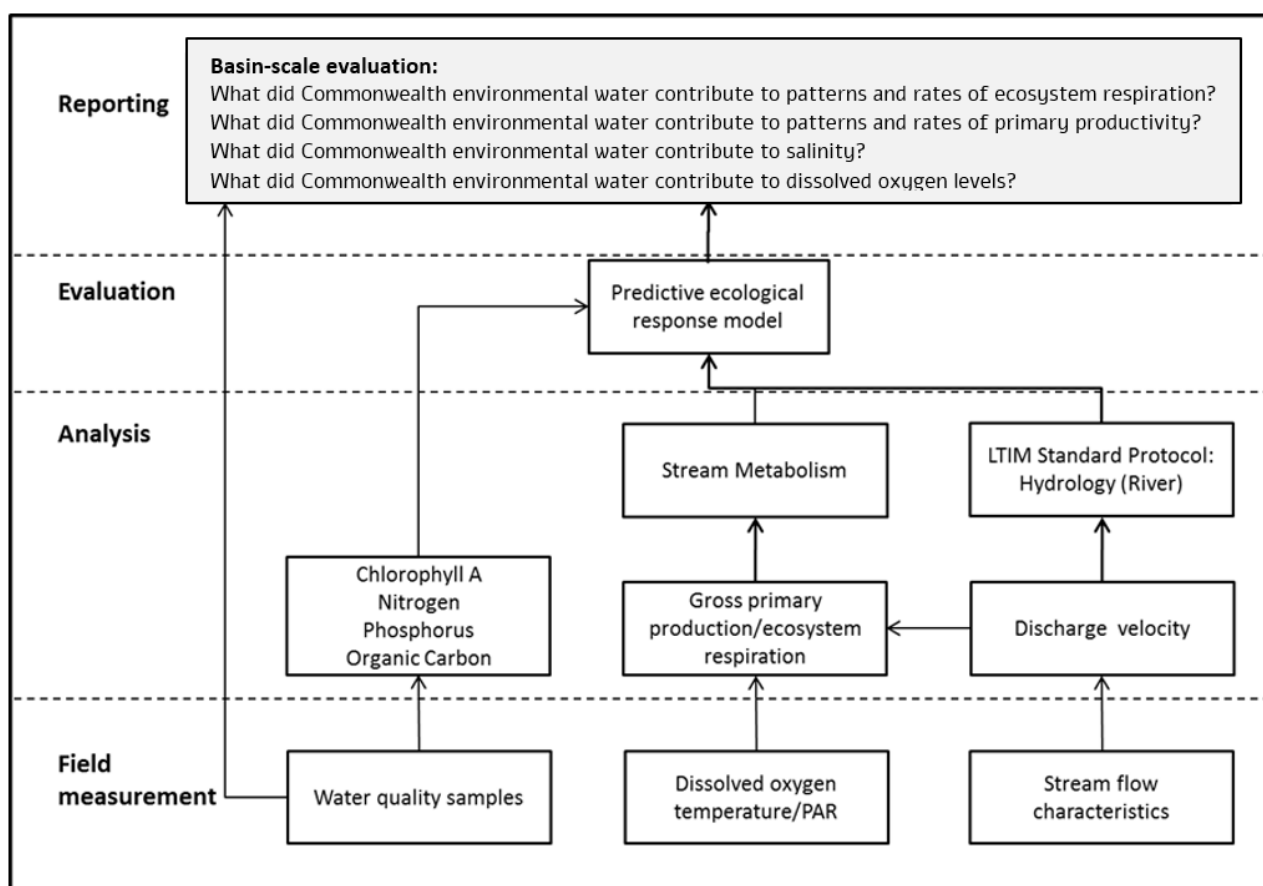 Reporting
Basin-scale evaluation:
What did Commonwealth environmental water contribute to patterns and rates of ecosystem respiration?
What did Commonwealth environmental water contribute to patterns and rates of primary productivity?
What did Commonwealth environmental water contribute to salinity?
What did Commonwealth environmental water contribute to dissolved oxygen levels?
Evaluation
Predictive ecological
response model
Analysis
Stream Metabolism
LTIM Standard Protocol:
Hydrology (River)
Chlorophyll A
Nitrogen
Phosphorus
Organic Carbon
Gross primary
production/ecosystem
respiration
Discharge velocity
Field
measurement
Water quality samples
Dissolved oxygen
temperature/PAR
Stream flow
characteristics